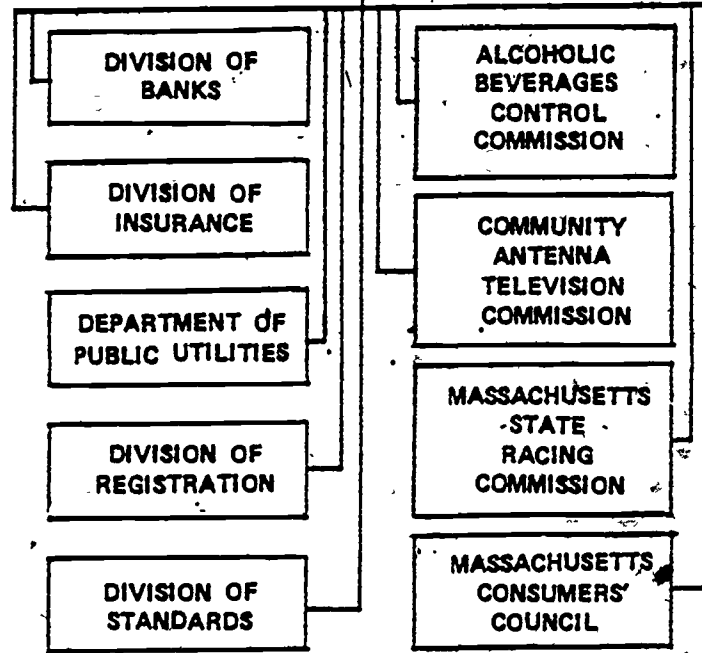 DIVISION OF
BANKS
DIVISION OF
INSURANCE
DEPARTMENT OF
PUBLIC UTILITIES
DIVISION OF
REGISTRATION
DIVISION OF
STANDARDS
ALCOHOLIC
BEVERAGES
CONTROL
COMMISSION
COMMUNITY
ANTENNA
TELEVISION
COMMISSION
MASSACHUSETTS
STATE
RACING
COMMISSION
MASSACHUSETTS
CONSUMERS'
COUNCIL